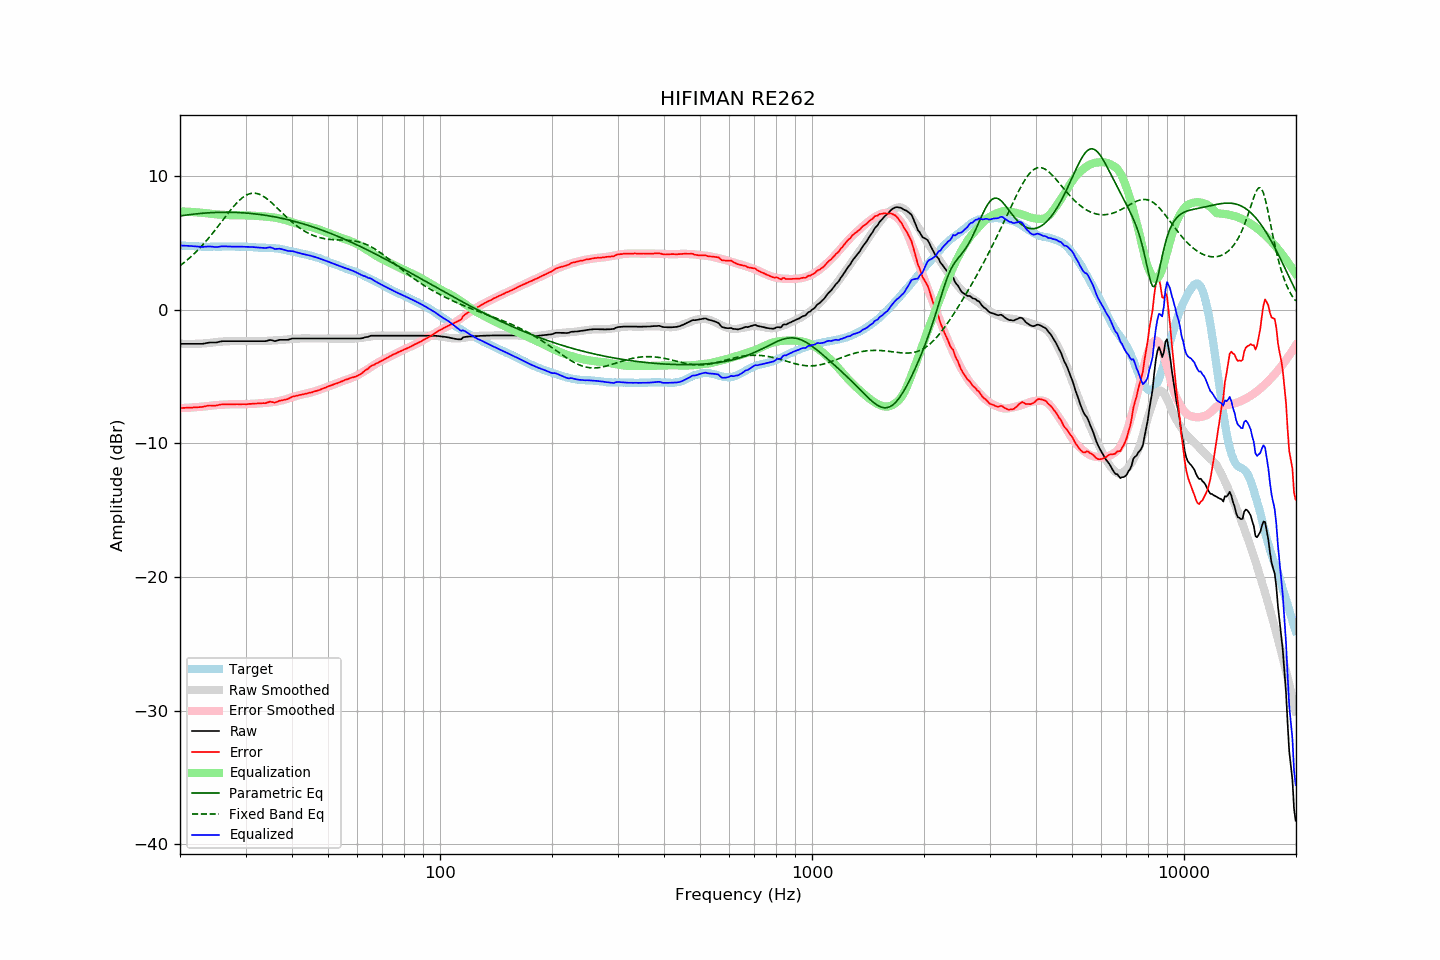 HIFIMAN RE262
Amplitude (dBr)
10
0
−10
−20
−30
−40
Target
Raw Smoothed
Error Smoothed
Raw
Error
Equalization
Parametric Eq
Fixed Band Eq
Equalized
100
1000
10000
Frequency (Hz)